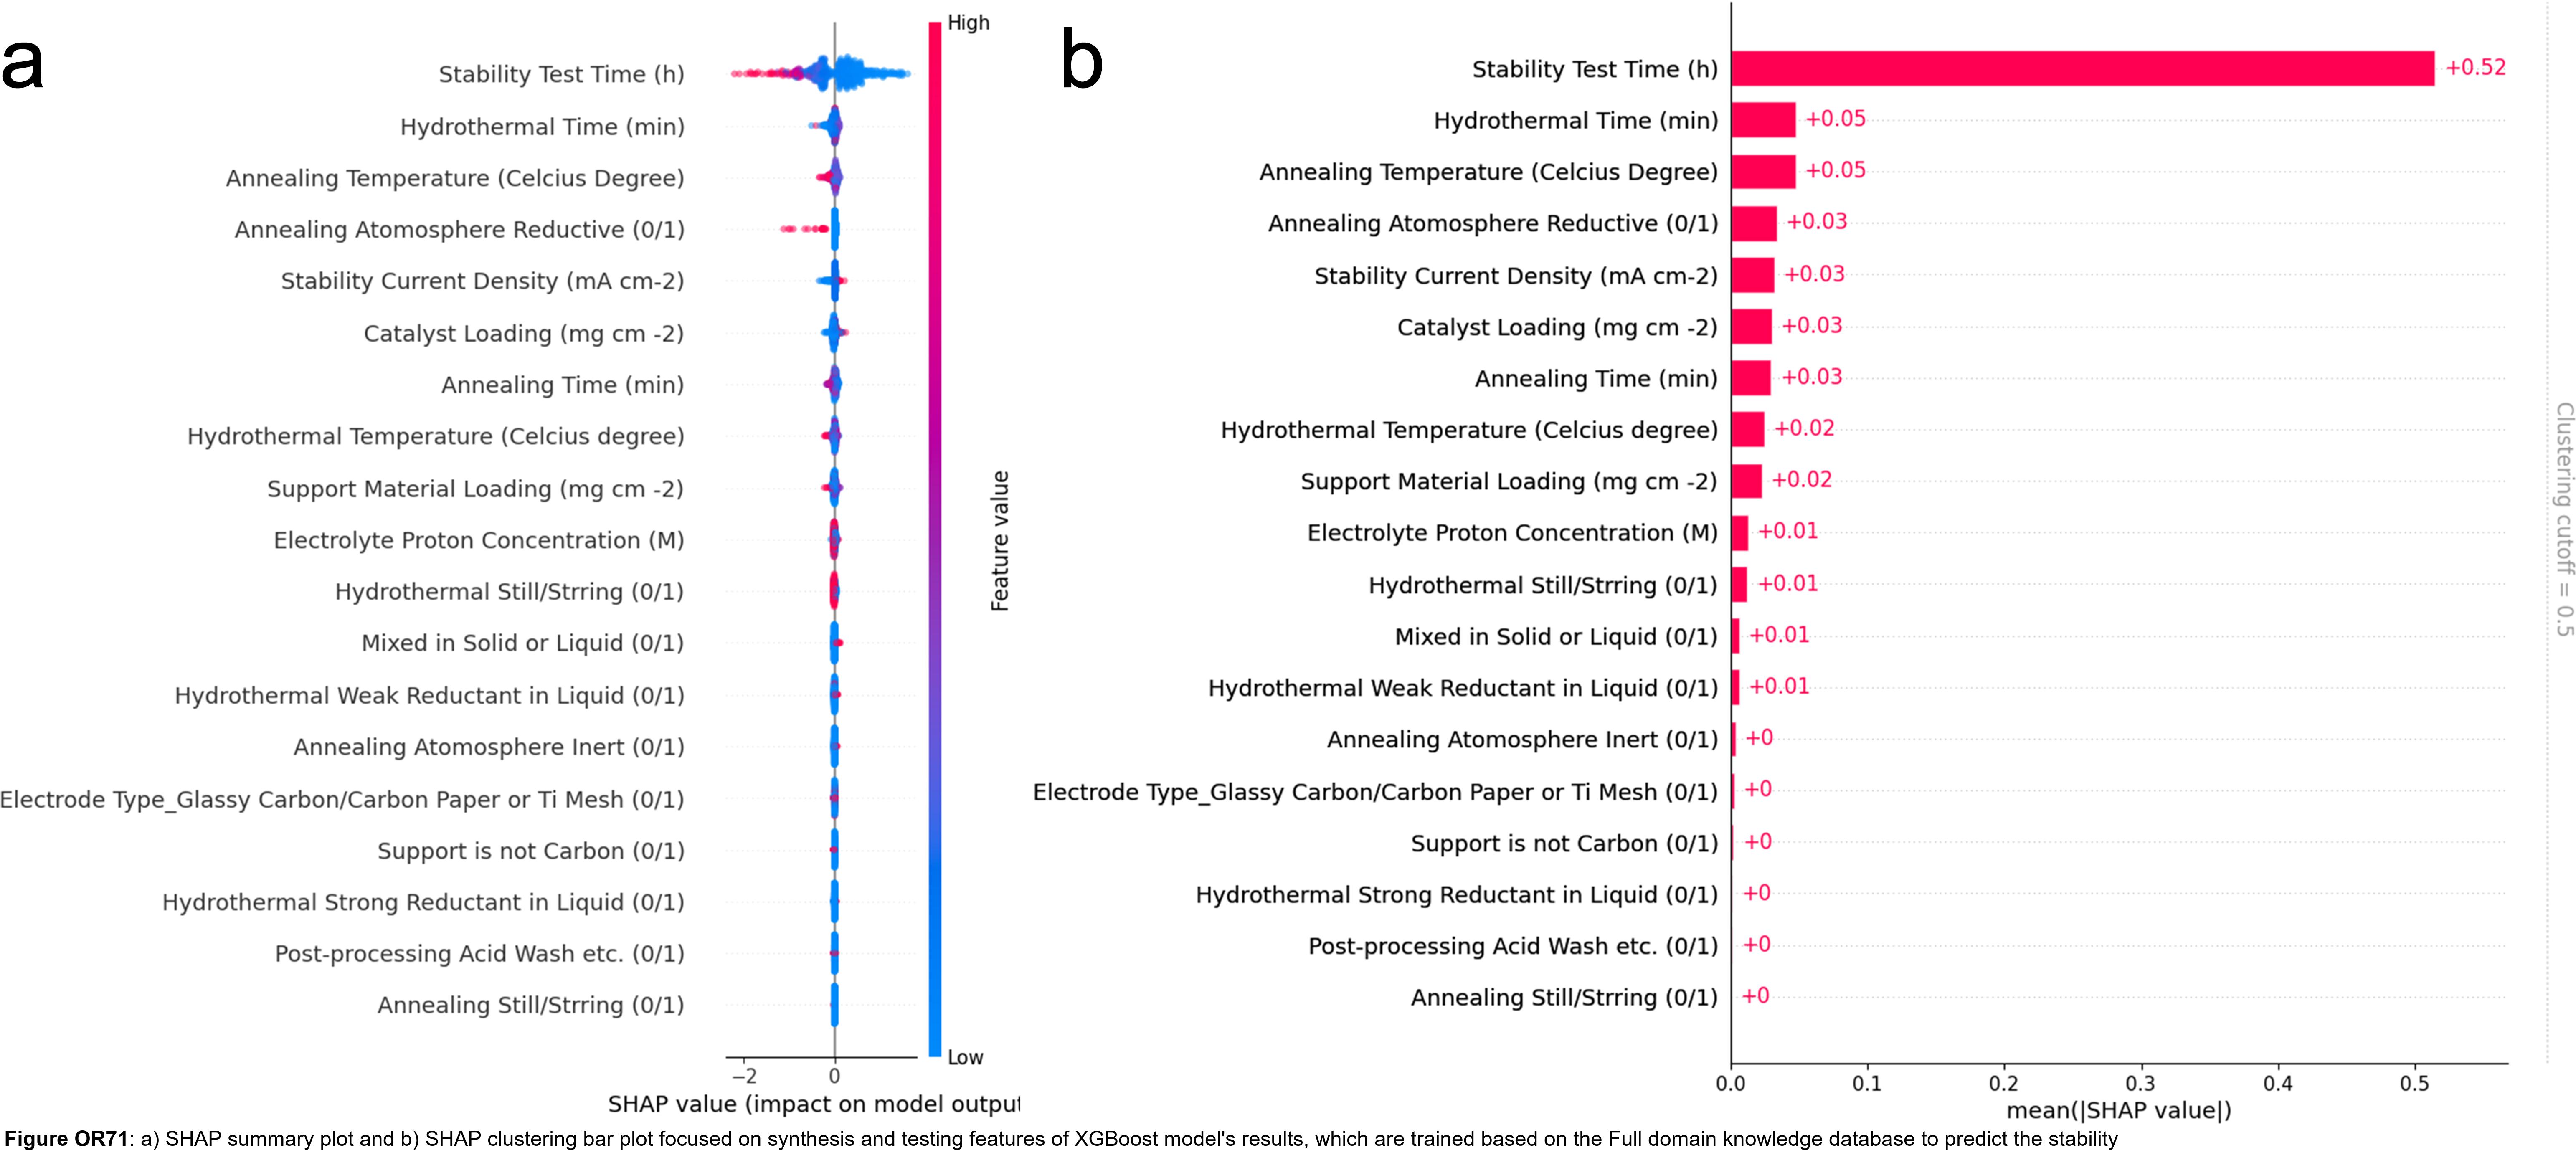 a
High
Stability Test Time (h)
Hydrothermal Time (min)
Annealing Temperature (Celcius Degree)
Annealing Atomosphere Reductive (0/1)
Stability Current Density (mA cm-2)
Catalyst Loading (mg cm -2)
Annealing Time (min)
Hydrothermal Temperature (Celcius degree)
Support Material Loading (mg cm -2)
Electrolyte Proton Concentration (M)
Hydrothermal Still/Strring (0/1)
Mixed in Solid or Liquid (0/1)
Hydrothermal Weak Reductant in Liquid (0/1)
Annealing Atomosphere Inert (0/1)
Electrode Type_Glassy Carbon/Carbon Paper or Ti Mesh (0/1)
Support is not Carbon (0/1)
Hydrothermal Strong Reductant in Liquid (0/1)
Post-processing Acid Wash etc. (0/1)
Annealing Still/Strring (0/1)
Low
Feature value
−2 0
SHAP value (impact on model output
b
Stability Test Time (h) +0.52
Hydrothermal Time (min) +0.05
Annealing Temperature (Celcius Degree) +0.05
Annealing Atomosphere Reductive (0/1) +0.03
Stability Current Density (mA cm-2) +0.03
Catalyst Loading (mg cm -2) +0.03
Annealing Time (min) +0.03
Hydrothermal Temperature (Celcius degree) +0.02
Support Material Loading (mg cm -2) +0.02
Electrolyte Proton Concentration (M) +0.01
Hydrothermal Still/Strring (0/1) +0.01
Mixed in Solid or Liquid (0/1) +0.01
Hydrothermal Weak Reductant in Liquid (0/1) +0.01
Annealing Atomosphere Inert (0/1) +0
Electrode Type_Glassy Carbon/Carbon Paper or Ti Mesh (0/1) +0
Support is not Carbon (0/1) +0
Hydrothermal Strong Reductant in Liquid (0/1) +0
Post-processing Acid Wash etc. (0/1) +0
Annealing Still/Strring (0/1) +0
Clustering cutoff = 0.5
0.0 0.1 0.2 0.3 0.4 0.5
mean(|SHAP value|)
Figure OR71: a) SHAP summary plot and b) SHAP clustering bar plot focused on synthesis and testing features of XGBoost model's results, which are trained based on the Full domain knowledge database to predict the stability